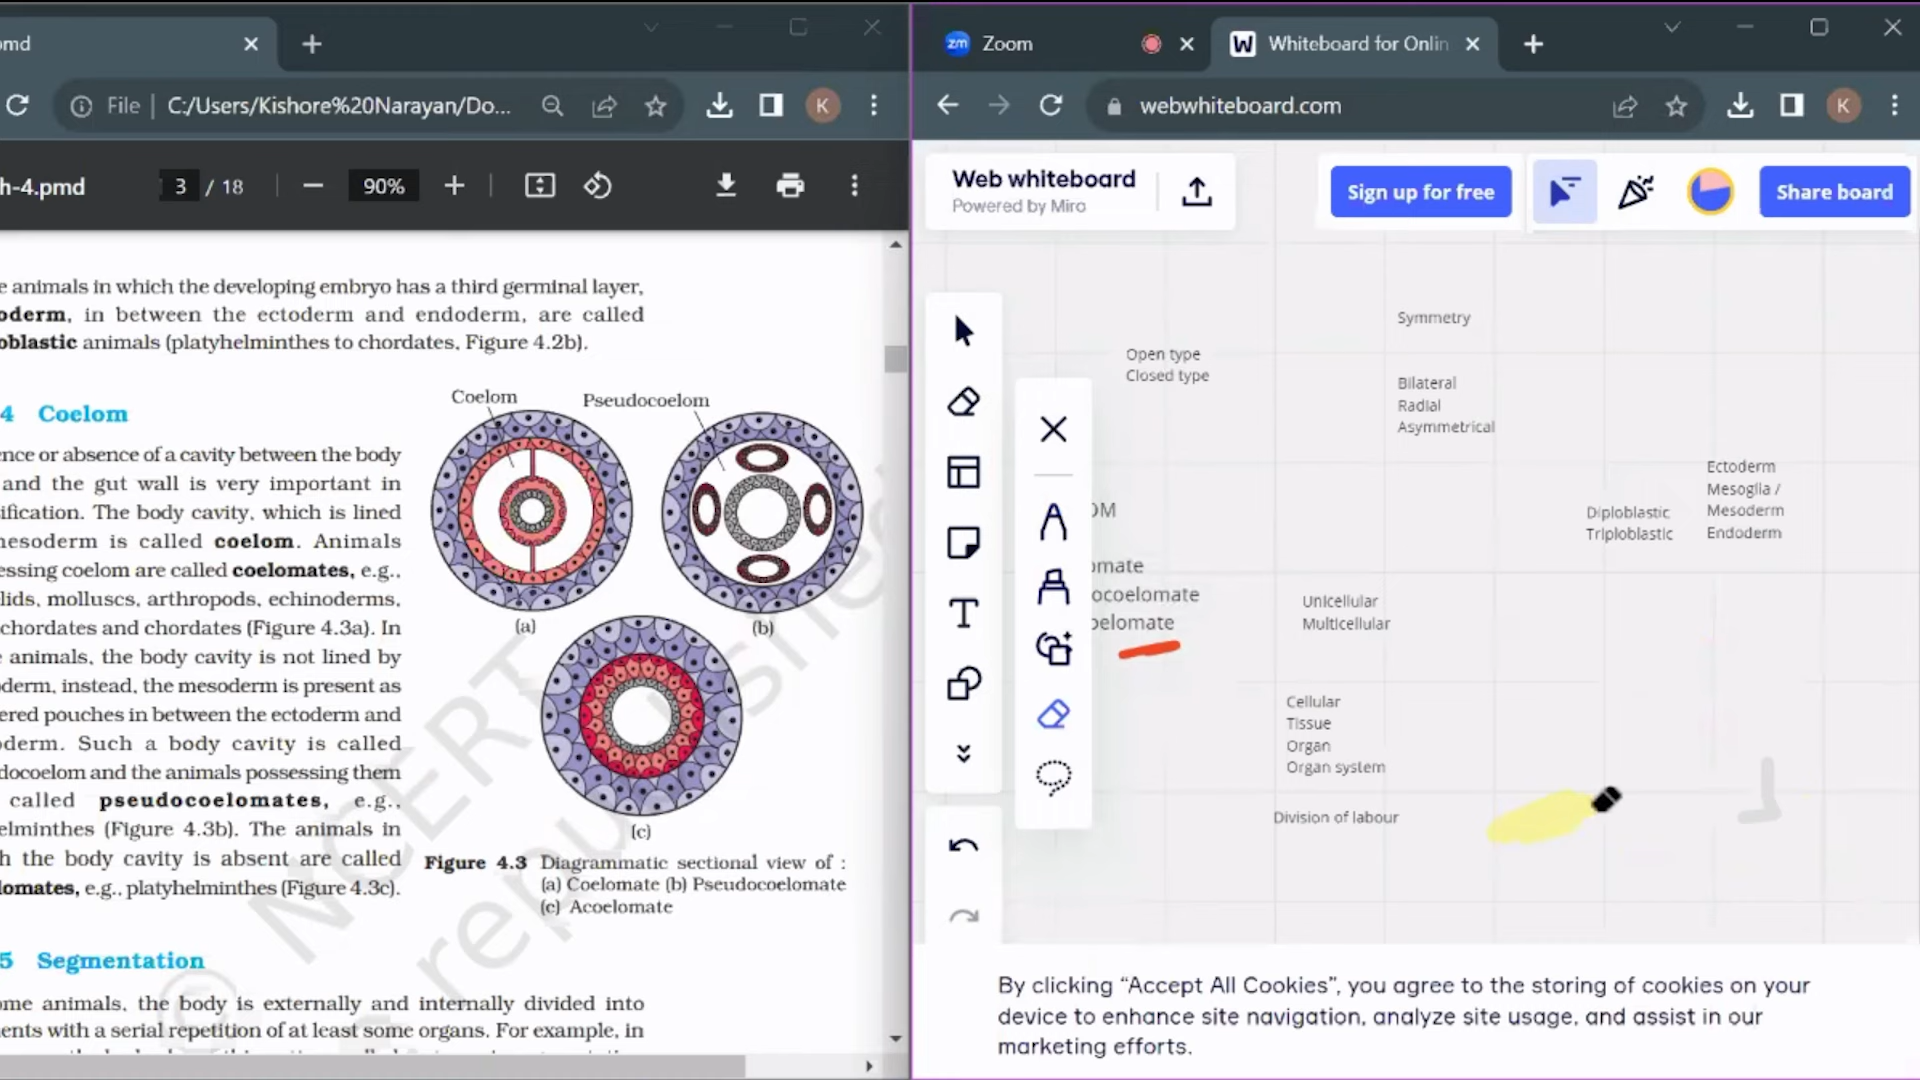 omd
Zoom
Whiteboard for Onlin
File
C:/Users/Kishore%20Narayan/Do...
K
webwhiteboard.com
K
h-4.pmd
3 / 18
90%
Web whiteboard
Powered by Miro
Sign up for free
Share board
e animals in which the developing embryo has a third germinal layer,
oderm, in between the ectoderm and endoderm, are called
oblastic animals (platyhelminthes to chordates, Figure 4.2b).
4 Coelom
ence or absence of a cavity between the body
and the gut wall is very important in
ification. The body cavity, which is lined
mesoderm is called coelom. Animals
essing coelom are called coelomates, e.g.,
lids, molluscs, arthropods, echinoderms,
chordates and chordates (Figure 4.3a). In
e animals, the body cavity is not lined by
derm, instead, the mesoderm is present as
ered pouches in between the ectoderm and
derm. Such a body cavity is called
docoelom and the animals possessing them
called pseudocoelomates, e.g.,
elminthes (Figure 4.3b). The animals in
h the body cavity is absent are called
lomates, e.g., platyhelminthes (Figure 4.3c).
Coelom
Pseudocoelom
(a)
(b)
(c)
Figure 4.3 Diagrammatic sectional view of :
(a) Coelomate (b) Pseudocoelomate
(c) Acoelomate
5 Segmentation
ome animals, the body is externally and internally divided into
ents with a serial repetition of at least some organs. For example, in
© NCERT
republishe
Symmetry
Open type
Closed type
Bilateral
Radial
Asymmetrical
Ectoderm
Mesoglia /
Mesoderm
Endoderm
Diploblastic
Triploblastic
OM
omate
ocoelomate
oelomate
Unicellular
Multicellular
Cellular
Tissue
Organ
Organ system
Division of labour
By clicking “Accept All Cookies”, you agree to the storing of cookies on your
device to enhance site navigation, analyze site usage, and assist in our
marketing efforts.